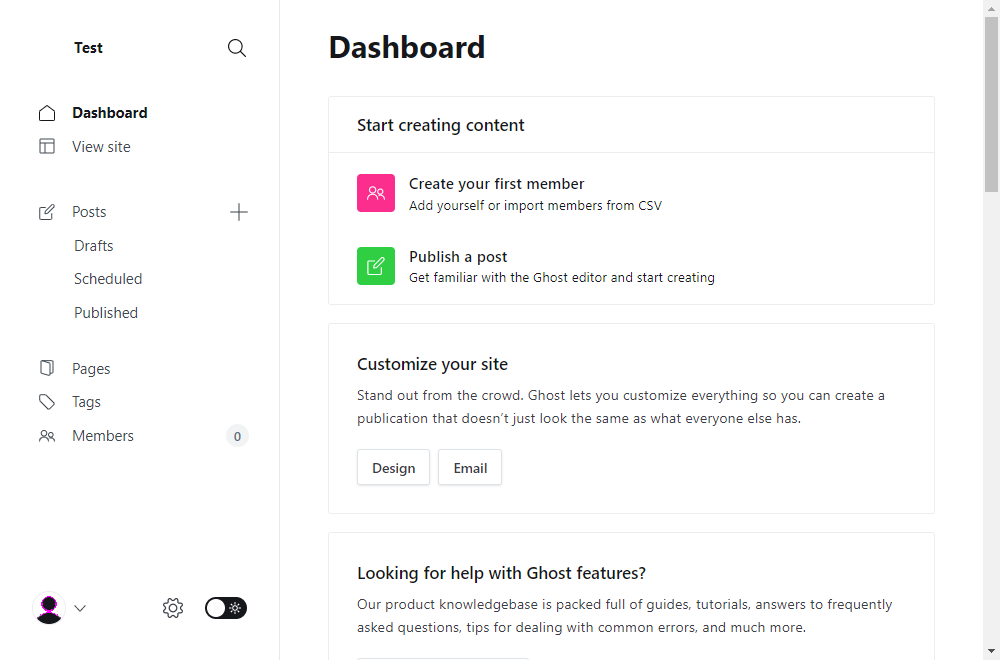 Test
Dashboard
View site
Posts
Drafts
Scheduled
Published
Pages
Tags
Members
0
Dashboard
Start creating content
Create your first member
Add yourself or import members from CSV
Publish a post
Get familiar with the Ghost editor and start creating
Customize your site
Stand out from the crowd. Ghost lets you customize everything so you can create a
publication that doesn’t just look the same as what everyone else has.
Design
Email
Looking for help with Ghost features?
Our product knowledgebase is packed full of guides, tutorials, answers to frequently
asked questions, tips for dealing with common errors, and much more.